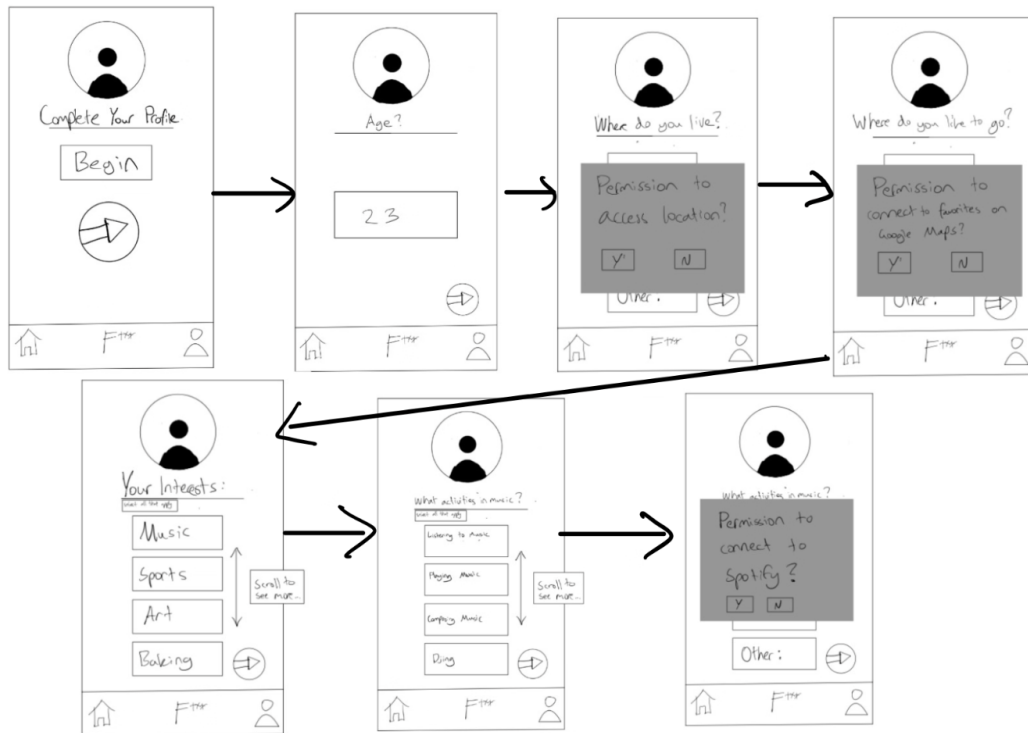 Complete Your Profile
Begin
F
Age?
23
F
Where do you live?
Permission to
access location?
Y
N
Other:
F
Where do you like to go?
Permission to
connect to favorites on
Google Maps?
Y
N
Other:
F
Your Interests:
Music
Sports
Art
Baking
Scroll to
see more...
F
What activities in music?
Listening to Music
Playing Music
Composing Music
DJing
Scroll to
see more...
F
What activities in music?
Permission to
connect to
Spotify?
Y
N
Other:
F